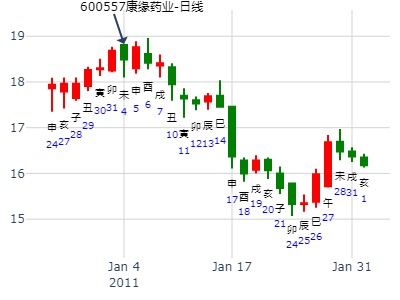 600557康缘药业-日线
19
18
17
16
15
申 亥 子 丑 寅 卯 未 申 酉 戌 丑 寅 卯 辰 巳 申 酉 戌 亥 子 卯 辰 巳 午 未 戌 亥
24 27 28 29 30 31 4 5 6 7 10 11 12 13 14 17 18 19 20 21 24 25 26 27 28 31 1
Jan 4 Jan 17 Jan 31
2011